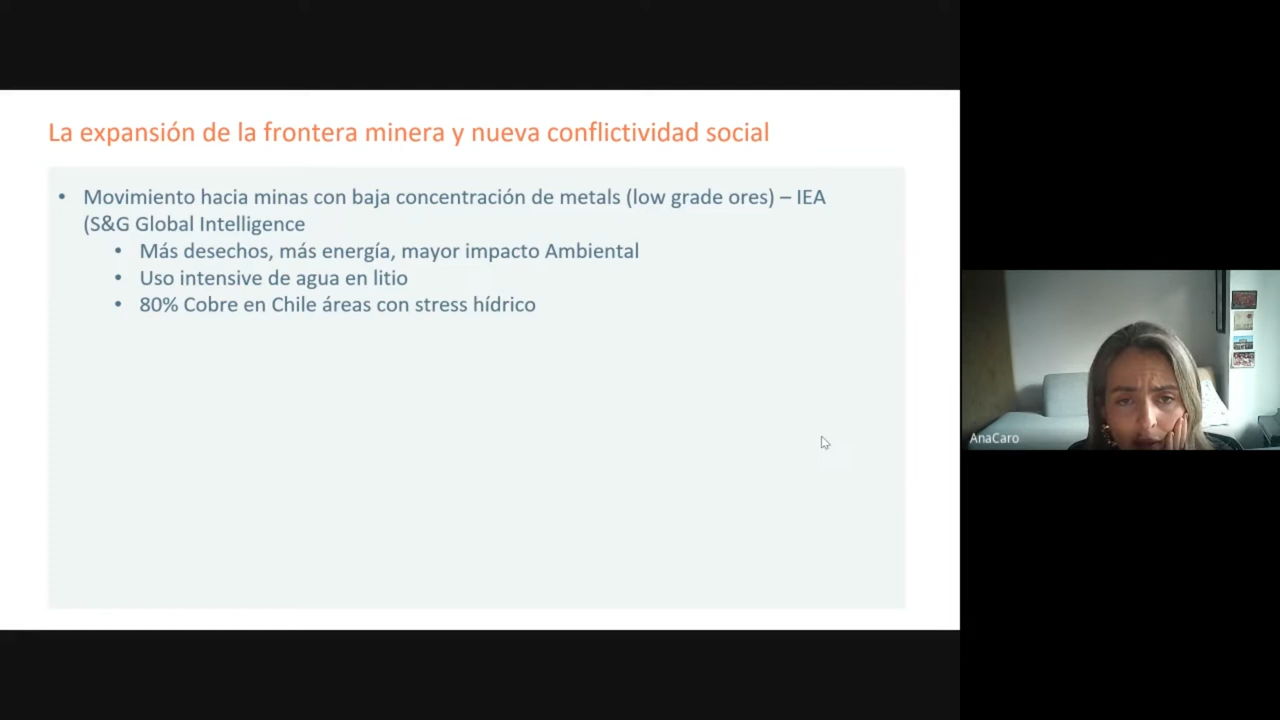 La expansión de la frontera minera y nueva conflictividad social
• Movimiento hacia minas con baja concentración de metals (low grade ores) – IEA
(S&G Global Intelligence
• Más desechos, más energía, mayor impacto Ambiental
• Uso intensive de agua en litio
• 80% Cobre en Chile áreas con stress hídrico
AnaCaro